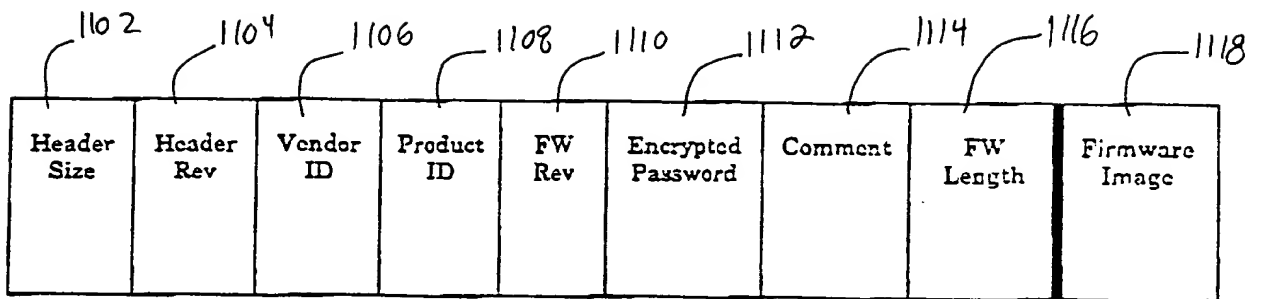 1102 1104 1106 1108 1110 1112 1114 1116 1118
Header Size
Header Rev
Vendor ID
Product ID
FW Rev
Encrypted Password
Comment
FW Length
Firmware Image